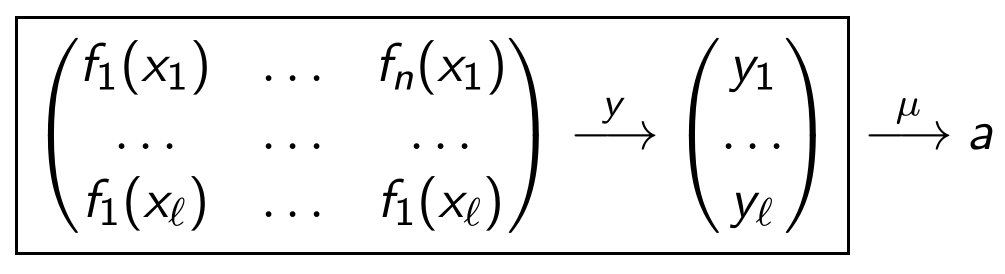 f₁(x₁) … fₙ(x₁)
… … …
f₁(xℓ) … f₁(xℓ)
y
⟶
y₁
…
yℓ
μ
⟶ a